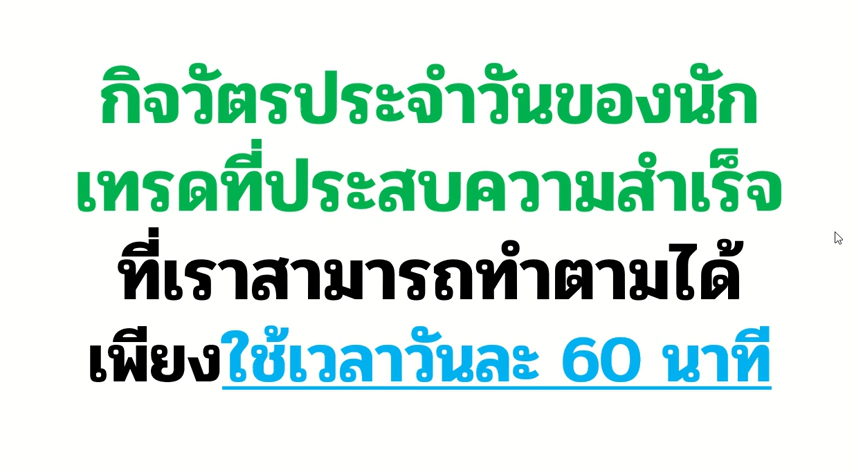 กิจวัตรประจำวันของนัก
เทรดที่ประสบความสำเร็จ
ที่เราสามารถทำตามได้
เพียงใช้เวลาวันละ 60 นาที